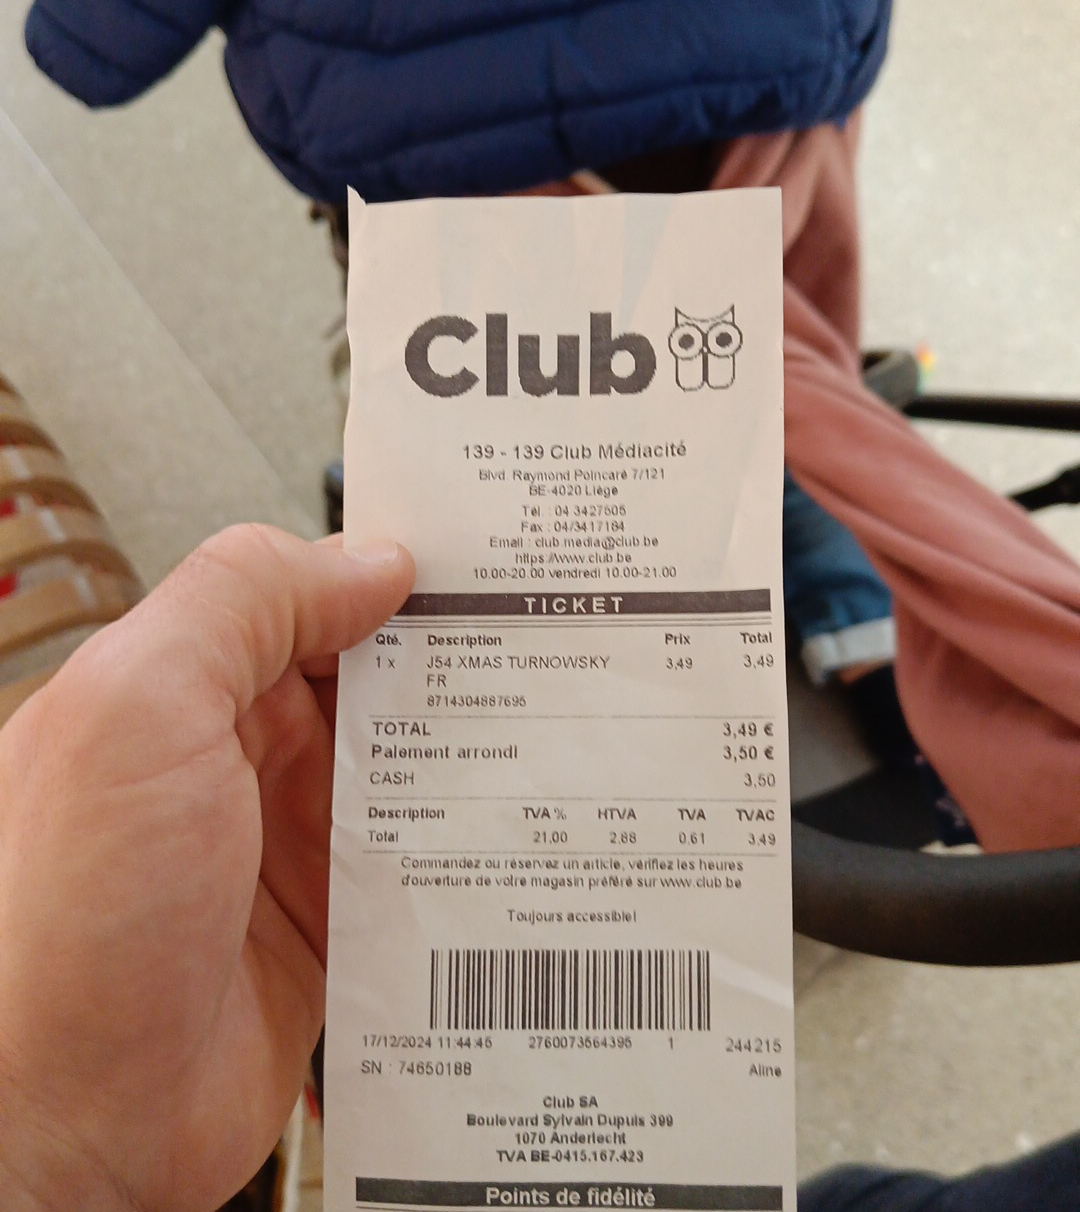 Club
139 - 139 Club Médiacité
Blvd. Raymond Poincaré 7/121
BE-4020 Liège
Tél. : 04 3427605
Fax : 04/3417184
Email : club.media@club.be
https://www.club.be
10.00-20.00 vendredi 10.00-21.00
TICKET
Qté. Description Prix Total
1 x J54 XMAS TURNOWSKY 3,49 3,49
FR
8714304887695
TOTAL 3,49 €
Paiement arrondi 3,50 €
CASH 3,50
Description TVA % HTVA TVA TVAC
Total 21,00 2,88 0,61 3,49
Commandez ou réservez un article, vérifiez les heures
d'ouverture de votre magasin préféré sur www.club.be
Toujours accessible!
17/12/2024 11:44:46 2760073564395 1 244215
SN : 74650188 Aline
Club SA
Boulevard Sylvain Dupuis 399
1070 Anderlecht
TVA BE-0415.167.423
Points de fidélité